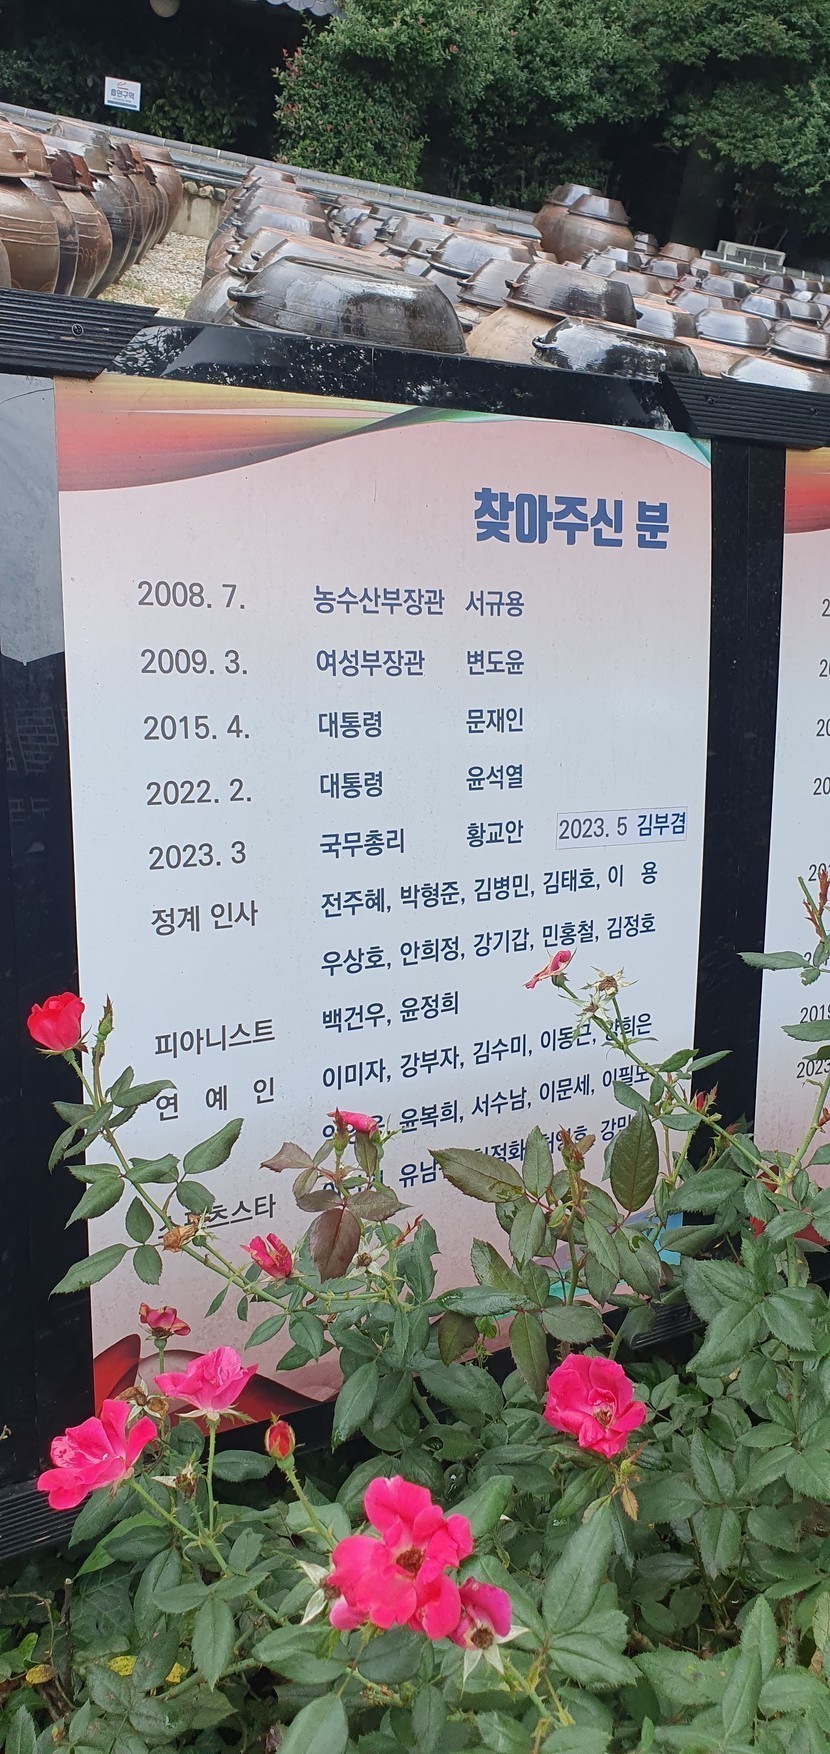 연구역
찾아주신 분
2008. 7. 농수산부장관 서규용
2009. 3. 여성부장관 변도윤
2015. 4. 대통령 문재인
2022. 2. 대통령 윤석열
2023. 3 국무총리 황교안 2023. 5 김부겸
정계 인사 전주혜, 박형준, 김병민, 김태호, 이 용
우상호, 안희정, 강기갑, 민홍철, 김정호
피아니스트 백건우, 윤정희
연 예 인 이미자, 강부자, 김수미, 이동근,
윤복희, 서수남, 이문세,